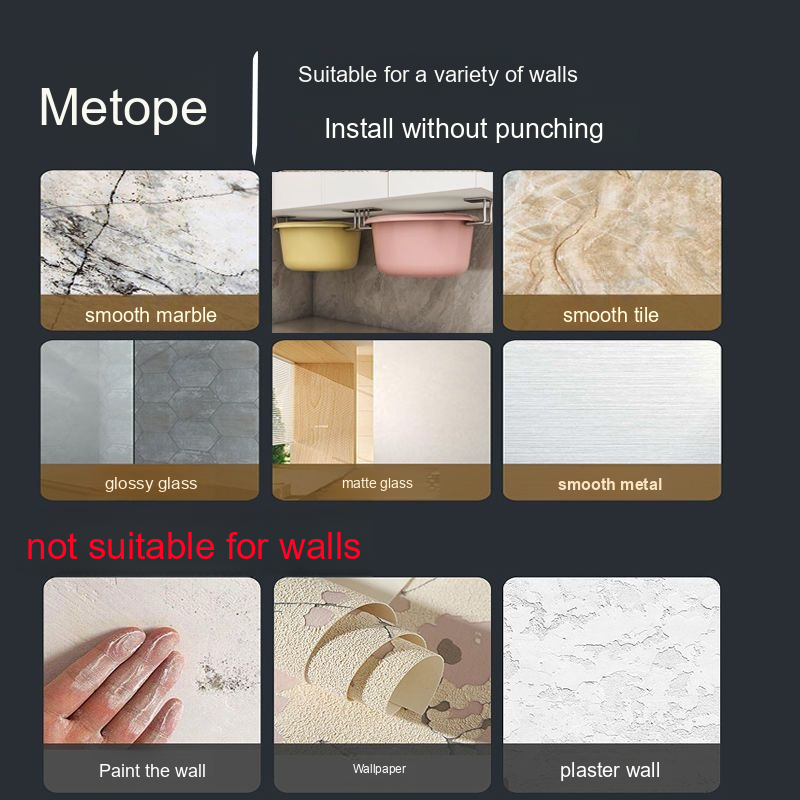 Metope
Suitable for a variety of walls
Install without punching
smooth marble
smooth tile
glossy glass
matte glass
smooth metal
not suitable for walls
Paint the wall
Wallpaper
plaster wall